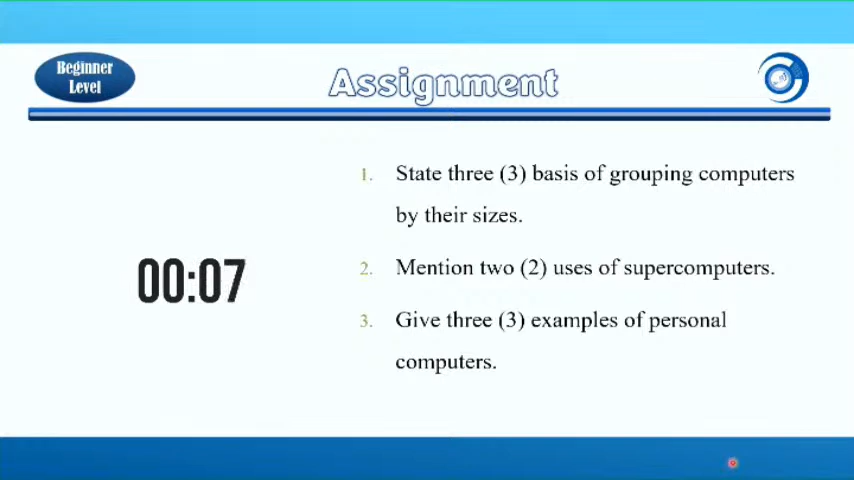 Beginner
Level
Assignment
1. State three (3) basis of grouping computers
by their sizes.
00:07
2. Mention two (2) uses of supercomputers.
3. Give three (3) examples of personal
computers.